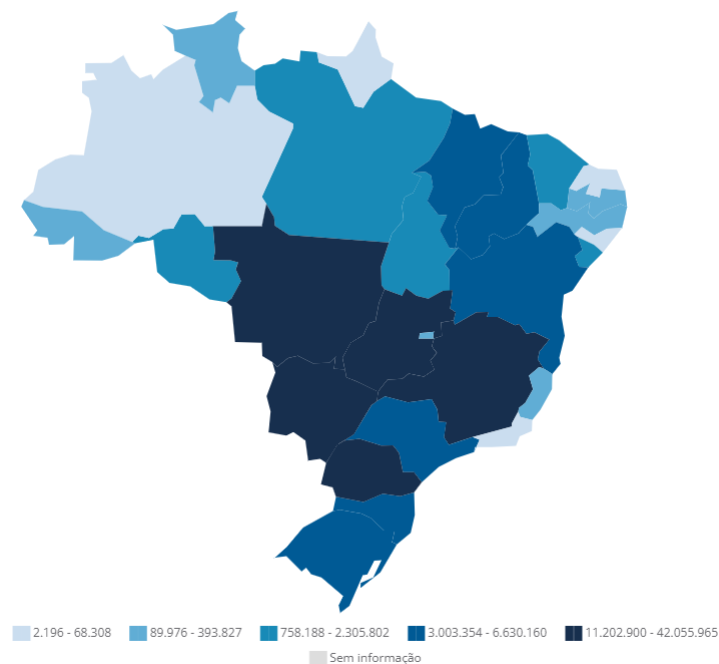 2.196 - 68.308 89.976 - 393.827 758.188 - 2.305.802 3.003.354 - 6.630.160 11.202.900 - 42.055.965
Sem informação